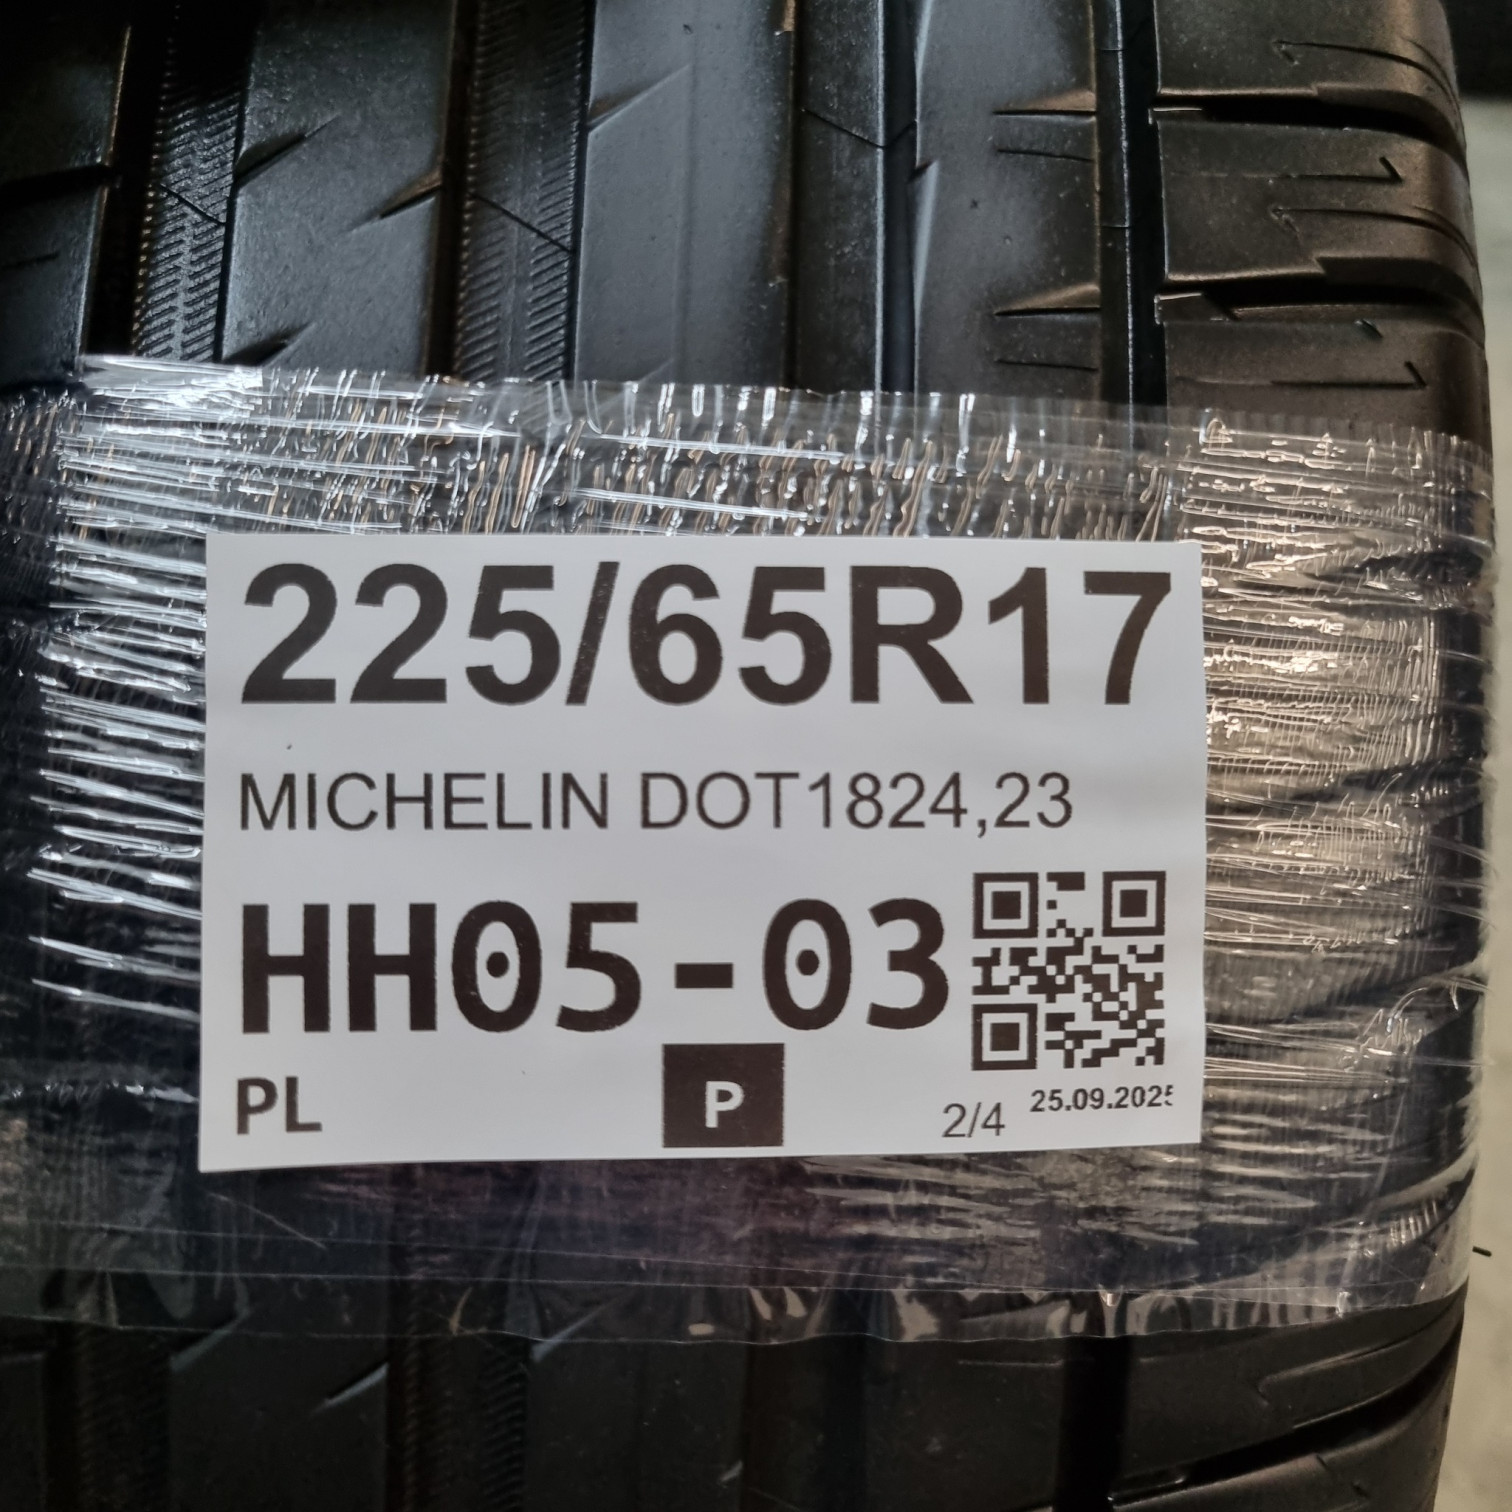 225/65R17
MICHELIN DOT1824,23
HH05-03
PL
P
2/4
25.09.2025